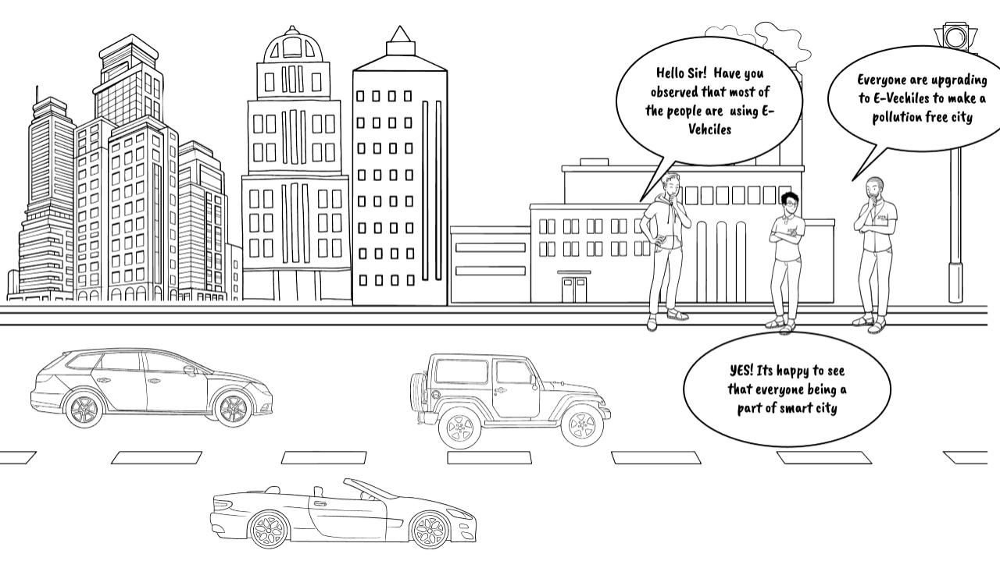 Hello Sir! Have you
observed that most of
the people are using E-
Vehciles
Everyone are upgrading
to E-Vechiles to make a
pollution free city
YES! Its happy to see
that everyone being a
part of smart city